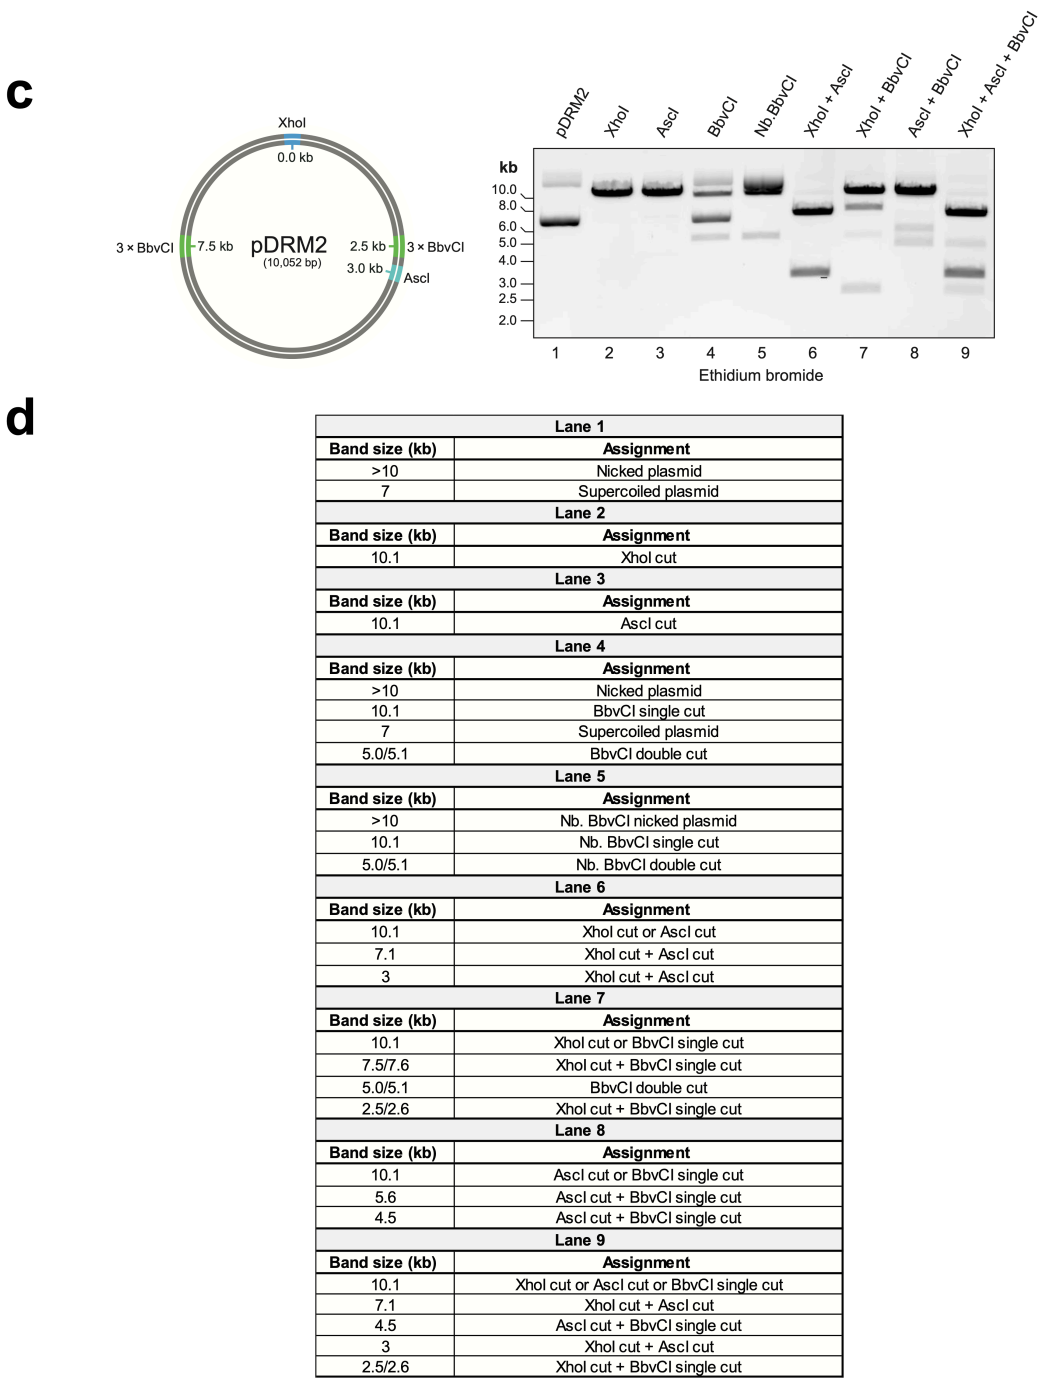 c
XhoI
0.0 kb
3 × BbvCI
7.5 kb
pDRM2
(10,052 bp)
2.5 kb
3 × BbvCI
3.0 kb
AscI
pDRM2
XhoI
AscI
BbvCI
Nb.BbvCI
XhoI + AscI
XhoI + BbvCI
AscI + BbvCI
XhoI + AscI + BbvCI
kb
10.0
8.0
6.0
5.0
4.0
3.0
2.5
2.0
1 2 3 4 5 6 7 8 9
Ethidium bromide
d
Lane 1
Band size (kb) Assignment
>10 Nicked plasmid
7 Supercoiled plasmid
Lane 2
Band size (kb) Assignment
10.1 XhoI cut
Lane 3
Band size (kb) Assignment
10.1 AscI cut
Lane 4
Band size (kb) Assignment
>10 Nicked plasmid
10.1 BbvCI single cut
7 Supercoiled plasmid
5.0/5.1 BbvCI double cut
Lane 5
Band size (kb) Assignment
>10 Nb. BbvCI nicked plasmid
10.1 Nb. BbvCI single cut
5.0/5.1 Nb. BbvCI double cut
Lane 6
Band size (kb) Assignment
10.1 XhoI cut or AscI cut
7.1 XhoI cut + AscI cut
3 XhoI cut + AscI cut
Lane 7
Band size (kb) Assignment
10.1 XhoI cut or BbvCI single cut
7.5/7.6 XhoI cut + BbvCI single cut
5.0/5.1 BbvCI double cut
2.5/2.6 XhoI cut + BbvCI single cut
Lane 8
Band size (kb) Assignment
10.1 AscI cut or BbvCI single cut
5.6 AscI cut + BbvCI single cut
4.5 AscI cut + BbvCI single cut
Lane 9
Band size (kb) Assignment
10.1 XhoI cut or AscI cut or BbvCI single cut
7.1 XhoI cut + AscI cut
4.5 AscI cut + BbvCI single cut
3 XhoI cut + AscI cut
2.5/2.6 XhoI cut + BbvCI single cut